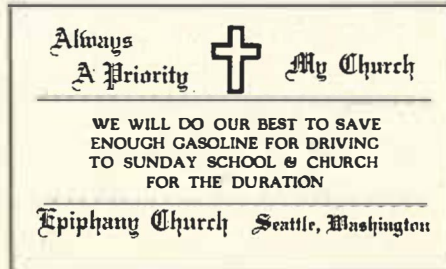 Always
A Priority
My Church
WE WILL DO OUR BEST TO SAVE
ENOUGH GASOLINE FOR DRIVING
TO SUNDAY SCHOOL & CHURCH
FOR THE DURATION
Epiphany Church Seattle, Washington